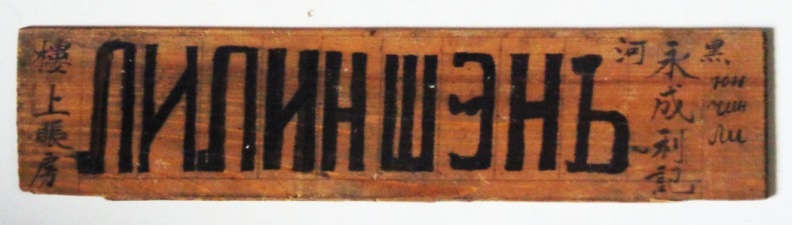 黑河
永成利記
юн
чин
ли
ЛИЛИНШЭНЪ
樓上賬房